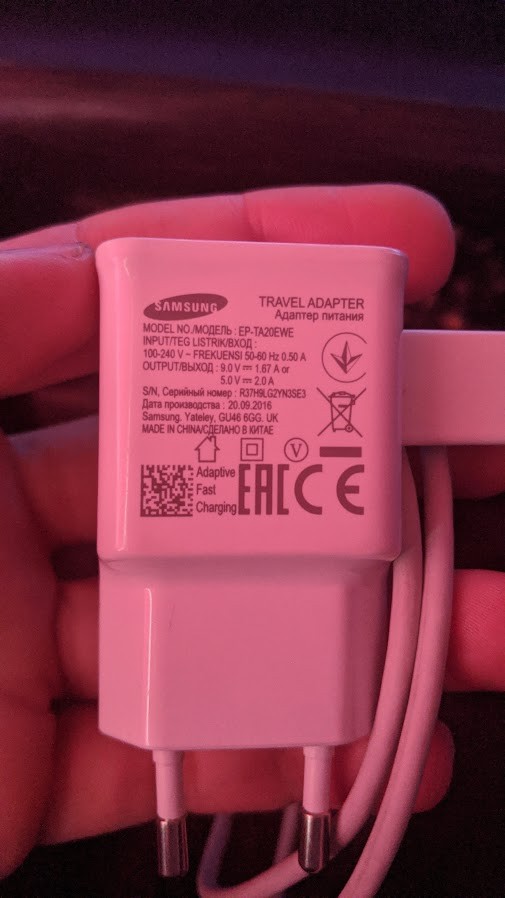 SAMSUNG
TRAVEL ADAPTER
Адаптер питания
MODEL NO./МОДЕЛЬ : EP-TA20EWE
INPUT/TEG LISTRIK/ВХОД :
100-240 V ~ FREKUENSI 50-60 Hz 0.50 A
OUTPUT/ВЫХОД : 9.0 V ⎓ 1.67 A or
5.0 V ⎓ 2.0 A
S/N, Серийный номер : R37H9LG2YN3SE3
Дата производства : 20.09.2016
Samsung. Yateley, GU46 6GG. UK
MADE IN CHINA/СДЕЛАНО В КИТАЕ
V
Adaptive
Fast
Charging
EAC CE